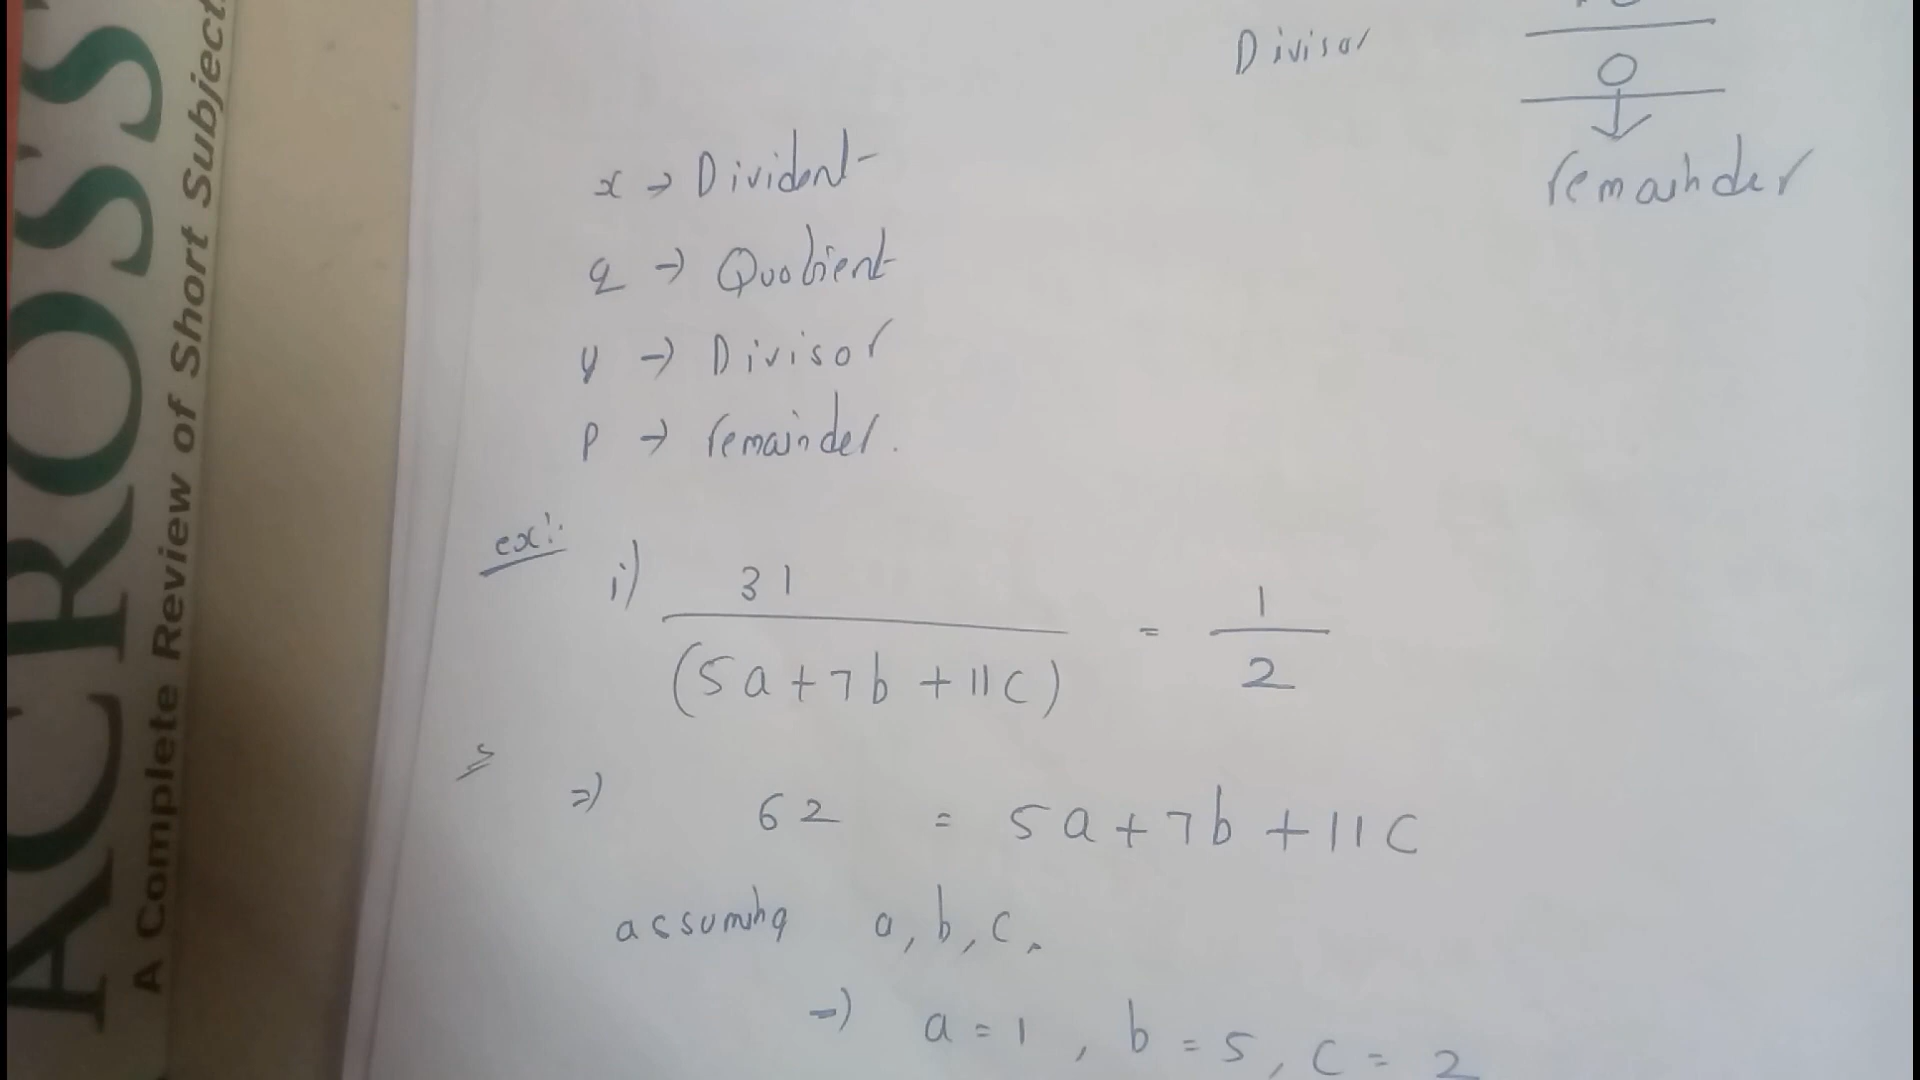 Divisor
0
remainder
x → Divident
q → Quotient
y → Divisor
p → remainder.
ex:
i) 31 / (5a+7b+11c) = 1/2
⇒ 62 = 5a+7b+11c
assuming a, b, c.
⇒ a=1, b=5, c=2
ACROSS
A Complete Review of Short Subject